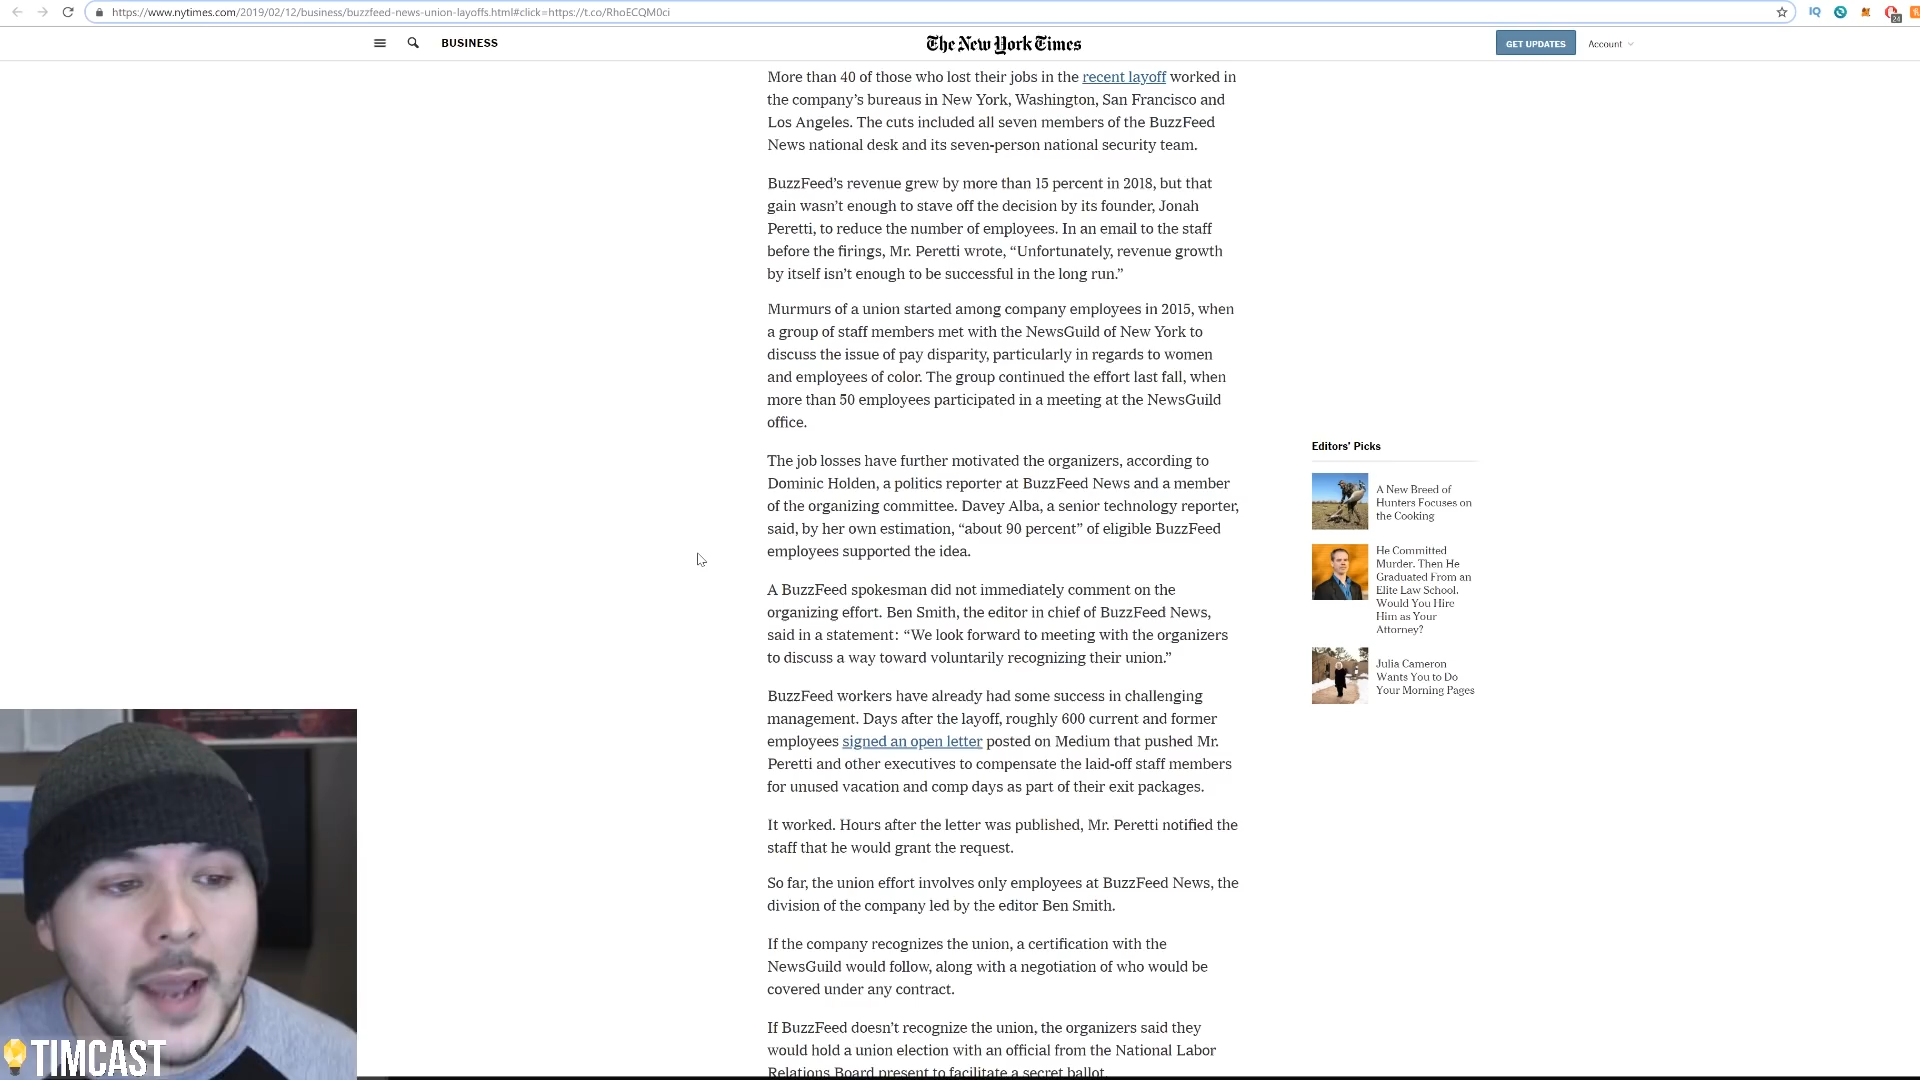 https://www.nytimes.com/2019/02/12/business/buzzfeed-news-union-layoffs.html#click=https://t.co/RhoECQM0ci
IQ
24
BUSINESS
The New York Times
GET UPDATES
Account
More than 40 of those who lost their jobs in the recent layoff worked in
the company’s bureaus in New York, Washington, San Francisco and
Los Angeles. The cuts included all seven members of the BuzzFeed
News national desk and its seven-person national security team.
BuzzFeed’s revenue grew by more than 15 percent in 2018, but that
gain wasn’t enough to stave off the decision by its founder, Jonah
Peretti, to reduce the number of employees. In an email to the staff
before the firings, Mr. Peretti wrote, “Unfortunately, revenue growth
by itself isn’t enough to be successful in the long run.”
Murmurs of a union started among company employees in 2015, when
a group of staff members met with the NewsGuild of New York to
discuss the issue of pay disparity, particularly in regards to women
and employees of color. The group continued the effort last fall, when
more than 50 employees participated in a meeting at the NewsGuild
office.
The job losses have further motivated the organizers, according to
Dominic Holden, a politics reporter at BuzzFeed News and a member
of the organizing committee. Davey Alba, a senior technology reporter,
said, by her own estimation, “about 90 percent” of eligible BuzzFeed
employees supported the idea.
A BuzzFeed spokesman did not immediately comment on the
organizing effort. Ben Smith, the editor in chief of BuzzFeed News,
said in a statement: “We look forward to meeting with the organizers
to discuss a way toward voluntarily recognizing their union.”
BuzzFeed workers have already had some success in challenging
management. Days after the layoff, roughly 600 current and former
employees signed an open letter posted on Medium that pushed Mr.
Peretti and other executives to compensate the laid-off staff members
for unused vacation and comp days as part of their exit packages.
It worked. Hours after the letter was published, Mr. Peretti notified the
staff that he would grant the request.
So far, the union effort involves only employees at BuzzFeed News, the
division of the company led by the editor Ben Smith.
If the company recognizes the union, a certification with the
NewsGuild would follow, along with a negotiation of who would be
covered under any contract.
If BuzzFeed doesn’t recognize the union, the organizers said they
would hold a union election with an official from the National Labor
Relations Board present to facilitate a secret ballot.
Editors’ Picks
A New Breed of
Hunters Focuses on
the Cooking
He Committed
Murder. Then He
Graduated From an
Elite Law School.
Would You Hire
Him as Your
Attorney?
Julia Cameron
Wants You to Do
Your Morning Pages
TIMCAST